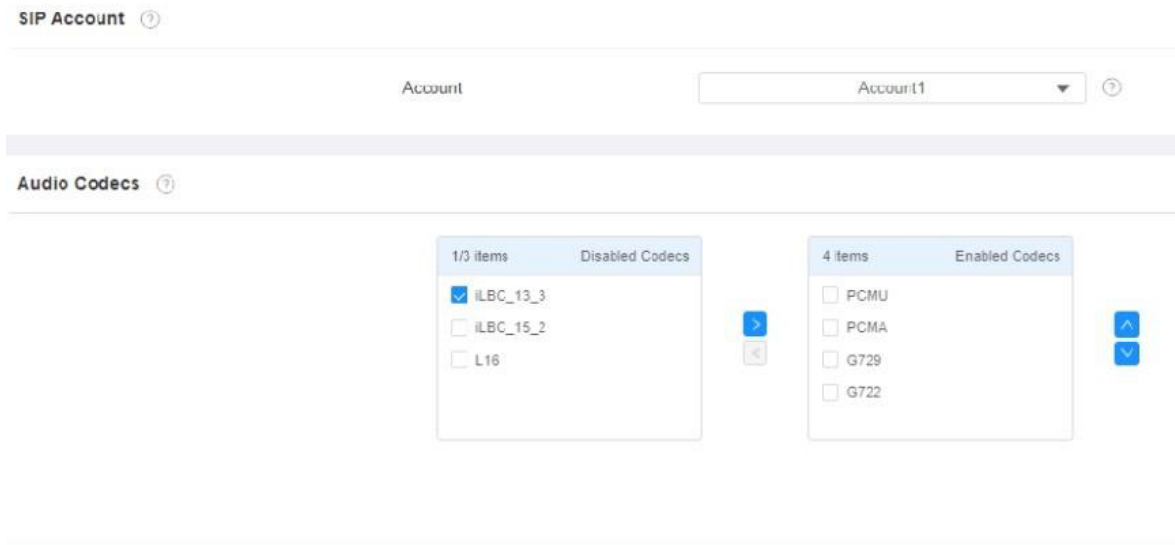 SIP Account
Account
Account1
Audio Codecs
1/3 items Disabled Codecs
iLBC_13_3
iLBC_15_2
L16
4 items Enabled Codecs
PCMU
PCMA
G729
G722